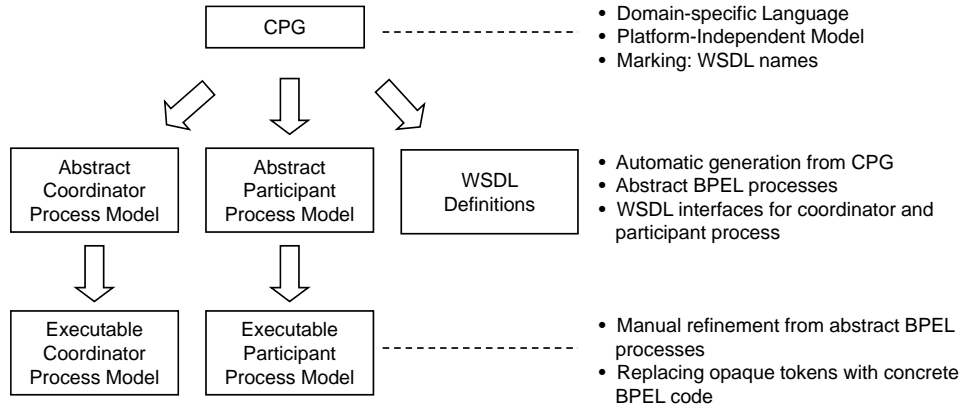 CPG
• Domain-specific Language
• Platform-Independent Model
• Marking: WSDL names
Abstract
Coordinator
Process Model
Abstract
Participant
Process Model
WSDL
Definitions
• Automatic generation from CPG
• Abstract BPEL processes
• WSDL interfaces for coordinator and
participant process
Executable
Coordinator
Process Model
Executable
Participant
Process Model
• Manual refinement from abstract BPEL
processes
• Replacing opaque tokens with concrete
BPEL code